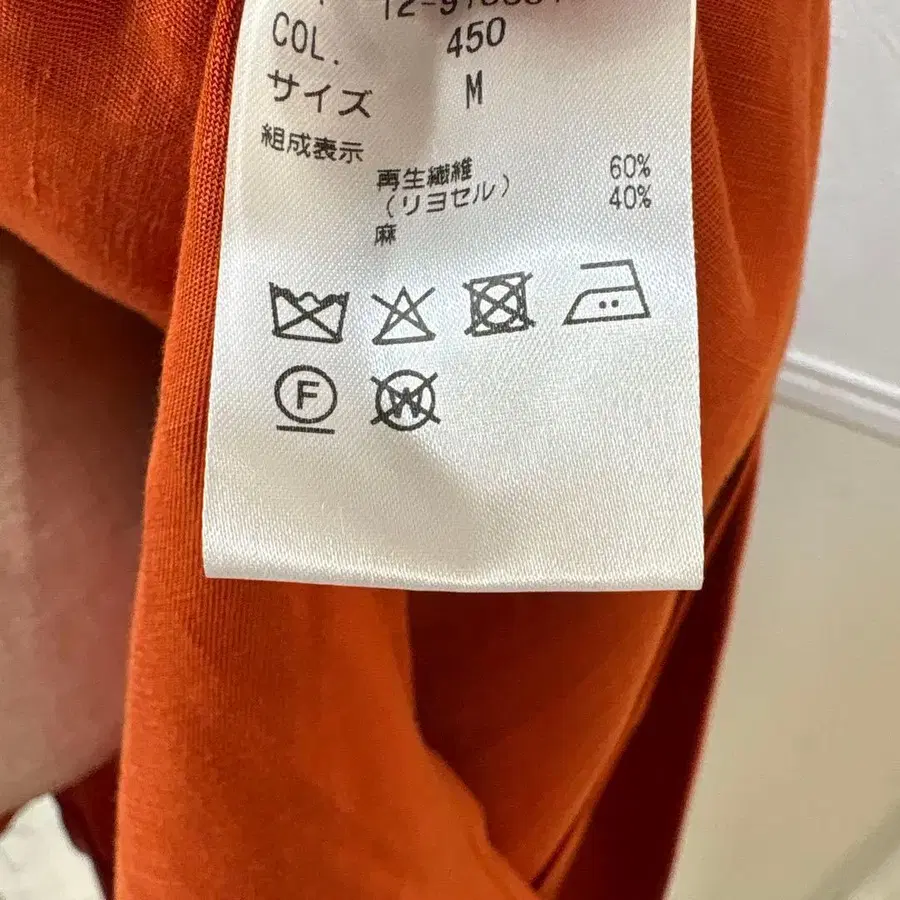 COL. 450
サイズ M
組成表示
再生繊維 60%
(リヨセル) 40%
麻
F
W